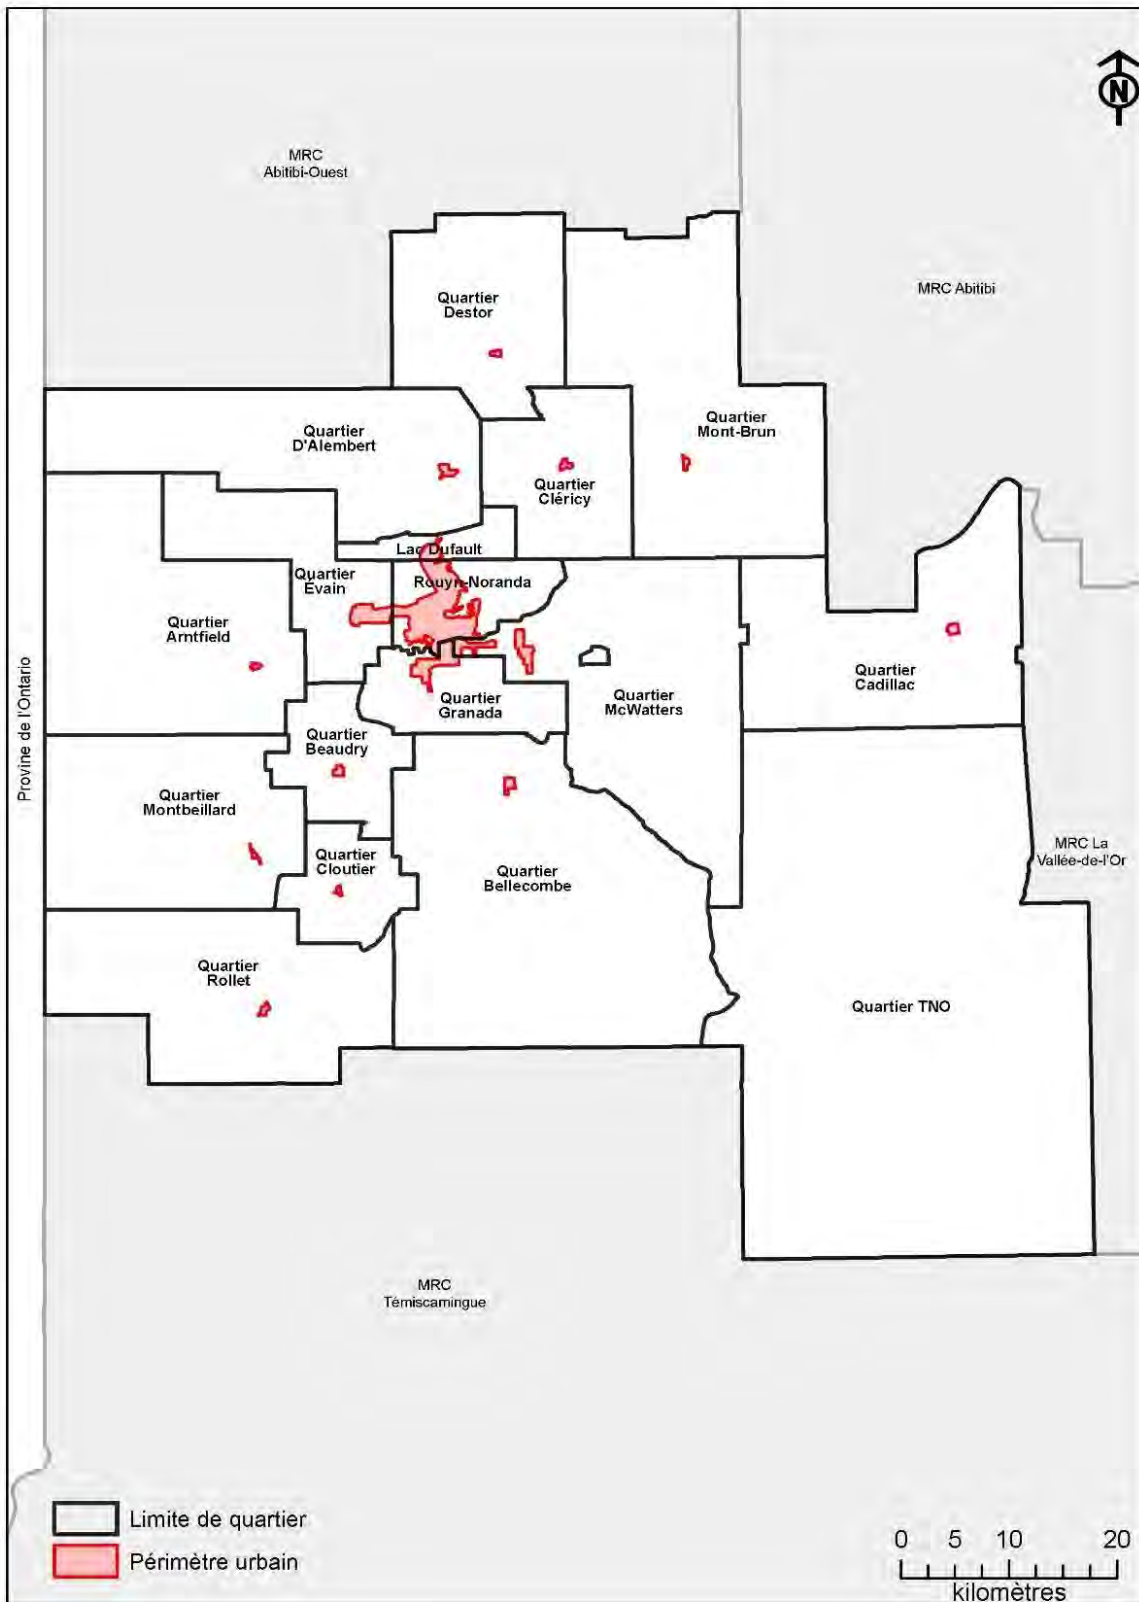 N
MRC
Abitibi-Ouest
MRC Abitibi
Quartier
Destor
Quartier
Mont-Brun
Quartier
D'Alembert
Quartier
Cléricy
Lac Dufault
Quartier
Évain
Rouyn-Noranda
Quartier
Arntfield
Quartier
Cadillac
Quartier
McWatters
Quartier
Granada
Provine de l'Ontario
Quartier
Beaudry
Quartier
Montbeillard
MRC La
Vallée-de-l'Or
Quartier
Cloutier
Quartier
Bellecombe
Quartier
Rollet
Quartier TNO
MRC
Témiscamingue
Limite de quartier
Périmètre urbain
0 5 10 20
kilomètres